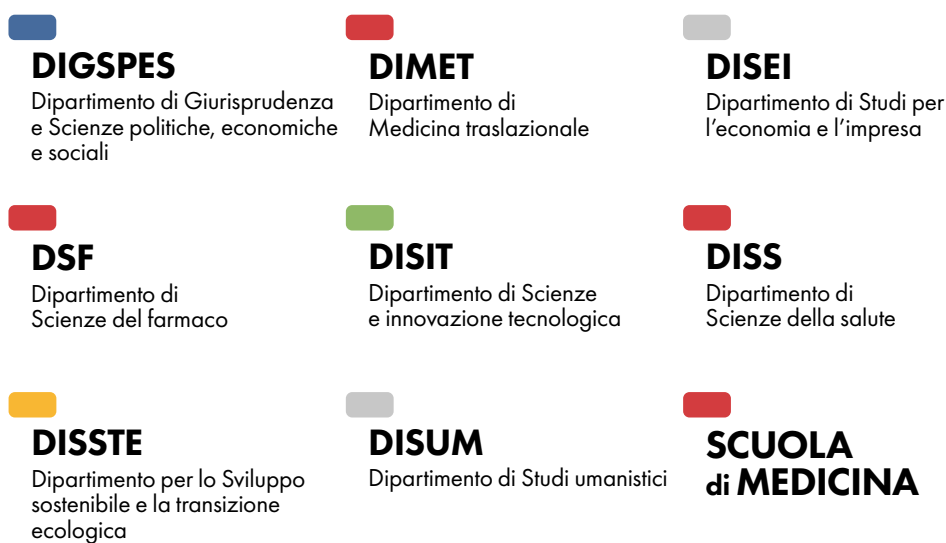 DIGSPES
Dipartimento di Giurisprudenza
e Scienze politiche, economiche
e sociali
DIMET
Dipartimento di
Medicina traslazionale
DISEI
Dipartimento di Studi per
l'economia e l'impresa
DSF
Dipartimento di
Scienze del farmaco
DISIT
Dipartimento di Scienze
e innovazione tecnologica
DISS
Dipartimento di
Scienze della salute
DISSTE
Dipartimento per lo Sviluppo
sostenibile e la transizione
ecologica
DISUM
Dipartimento di Studi umanistici
SCUOLA
di MEDICINA